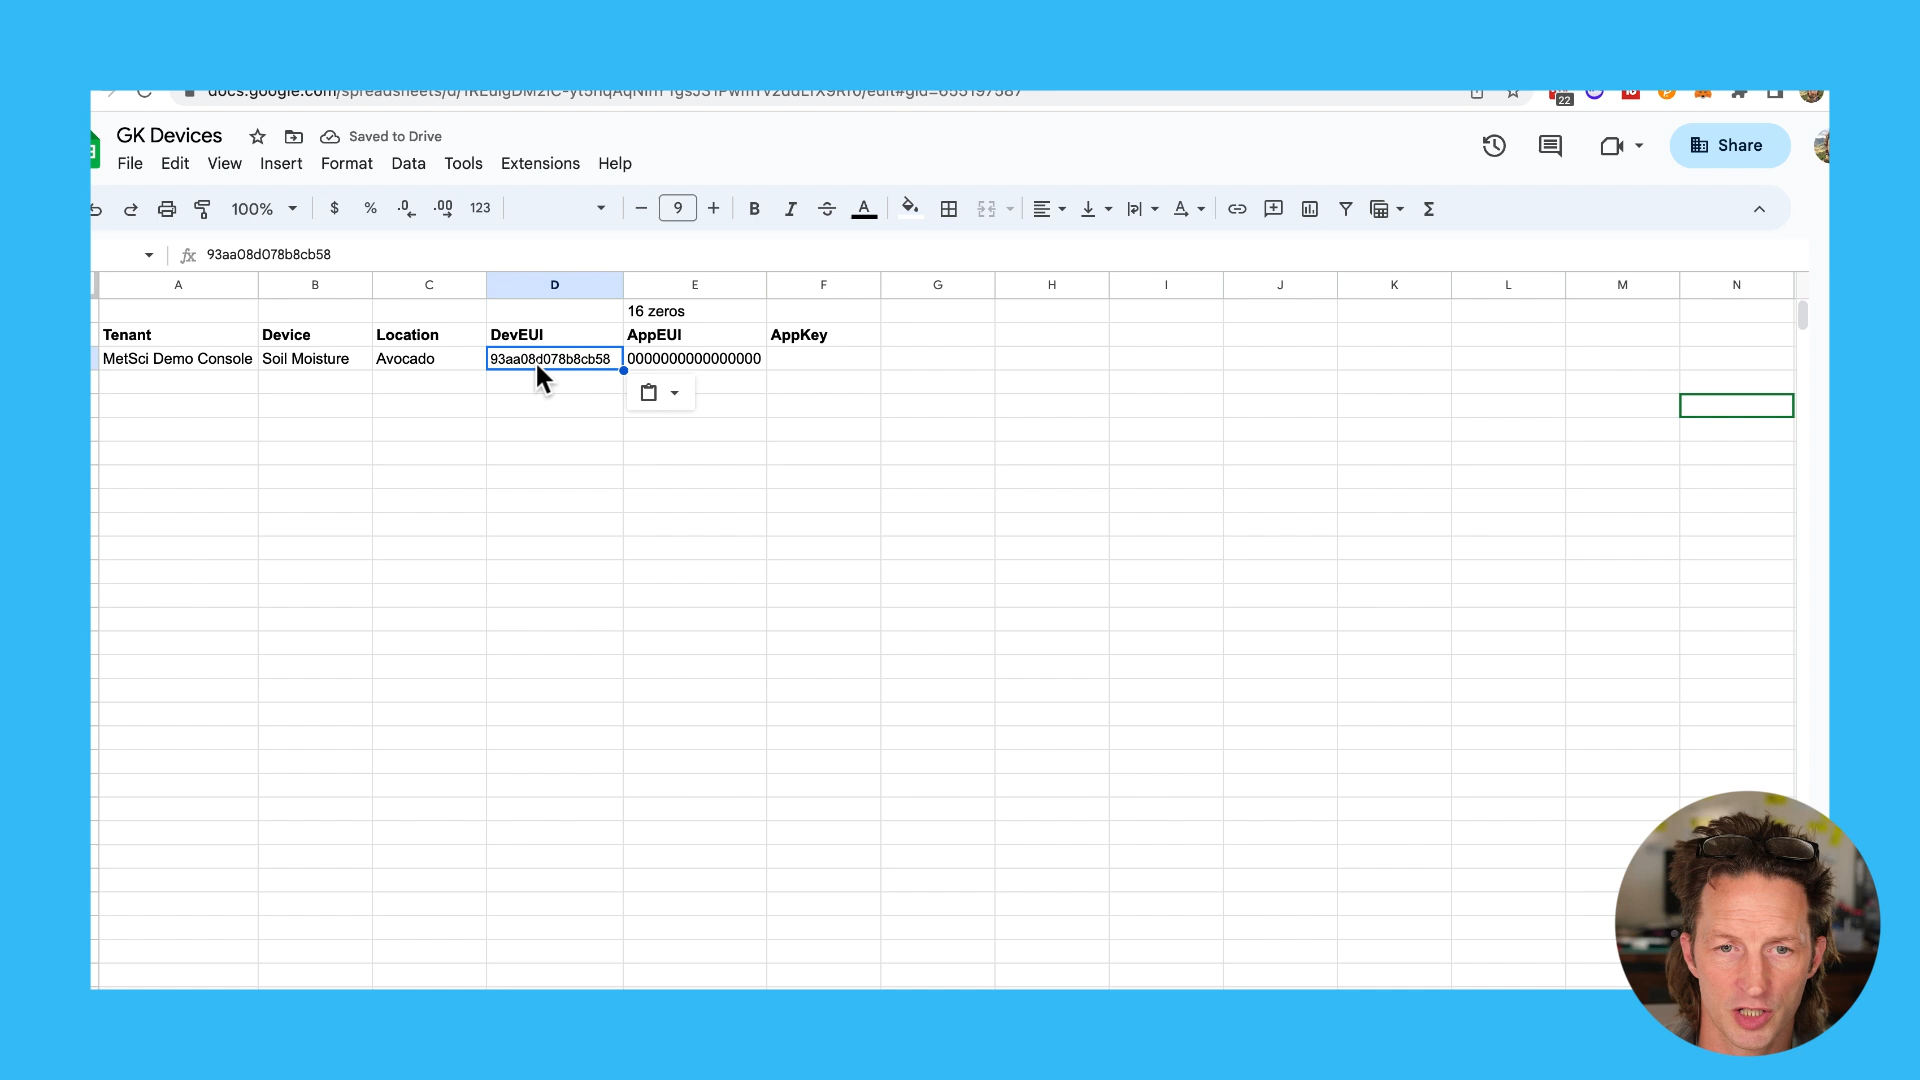 GK Devices Saved to Drive
File Edit View Insert Format Data Tools Extensions Help
Share
22
100% $ % .0 .00 123 9 B I A
fx 93aa08d078b8cb58
A B C D E F G H I J K L M N
16 zeros
Tenant Device Location DevEUI AppEUI AppKey
MetSci Demo Console Soil Moisture Avocado 93aa08d078b8cb58 0000000000000000